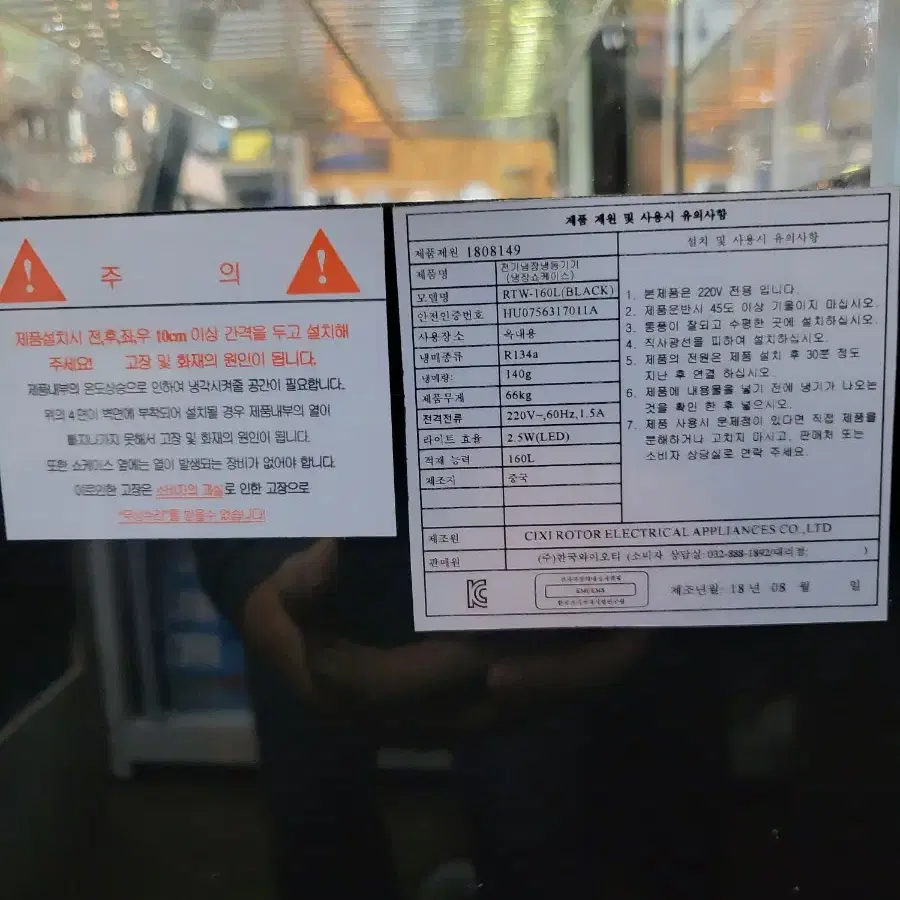 주 의
제품설치시 전,후,좌,우 10cm 이상 간격을 두고 설치해
주세요! 고장 및 화재의 원인이 됩니다.
제품내부의 온도상승으로 인하여 냉각시켜줄 공간이 필요합니다.
위의 4면이 벽면에 부착되어 설치될 경우 제품내부의 열이
빠져나가지 못해서 고장 및 화재의 원인이 됩니다.
또한 쇼케이스 옆에는 열이 발생되는 장비가 없어야 합니다.
이로인한 고장은 소비자의 과실로 인한 고장으로
"무상수리"를 받을수 없습니다!
제품 제원 및 사용시 유의사항
제품제원 1808149
제품명 전기냉장냉동기기
(냉장쇼케이스)
모델명 RTW-160L(BLACK)
안전인증번호 HU0756317011A
사용장소 옥내용
냉매종류 R134a
냉매량: 140g
제품무게 66kg
전격전류 220V~,60Hz,1.5A
라이트 효율 2.5W(LED)
적재 능력 160L
제조지 중국
설치 및 사용시 유의사항
1. 본제품은 220V 전용 입니다.
2. 제품운반시 45도 이상 기울이지 마십시오.
3. 통풍이 잘되고 수평한 곳에 설치하십시오.
4. 직사광선을 피하여 설치하십시오.
5. 제품의 전원은 제품 설치 후 30분 정도
지난 후 연결 하십시오.
6. 제품에 내용물을 넣기 전에 냉기가 나오는
것을 확인 한 후 넣으시오.
7. 제품 사용시 문제점이 있다면 직접 제품을
분해하거나 고치지 마시고, 판매처 또는
소비자 상담실로 연락 주세요.
제조원 CIXI ROTOR ELECTRICAL APPLIANCES CO.,LTD
판매원 (주)한국와이오티 (소비자 상담실: 032-888-1892/대리점: )
제조년월: 18 년 08 월 일